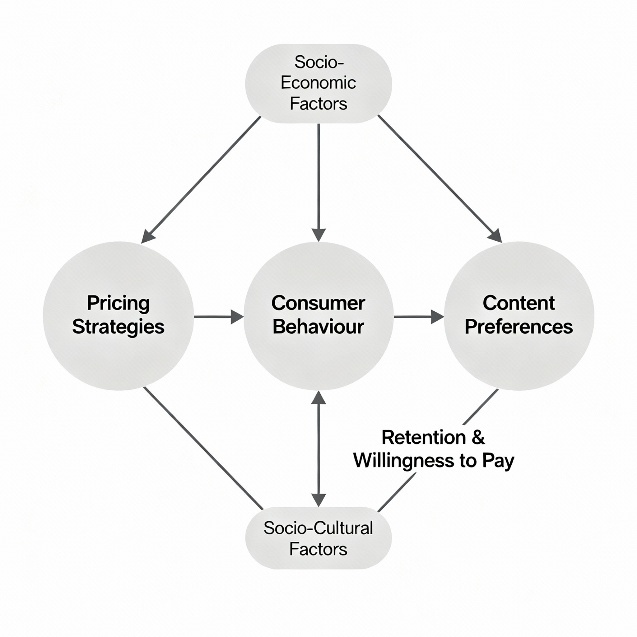 Socio-
Economic
Factors
Pricing
Strategies
Consumer
Behaviour
Content
Preferences
Retention &
Willingness to Pay
Socio-Cultural
Factors